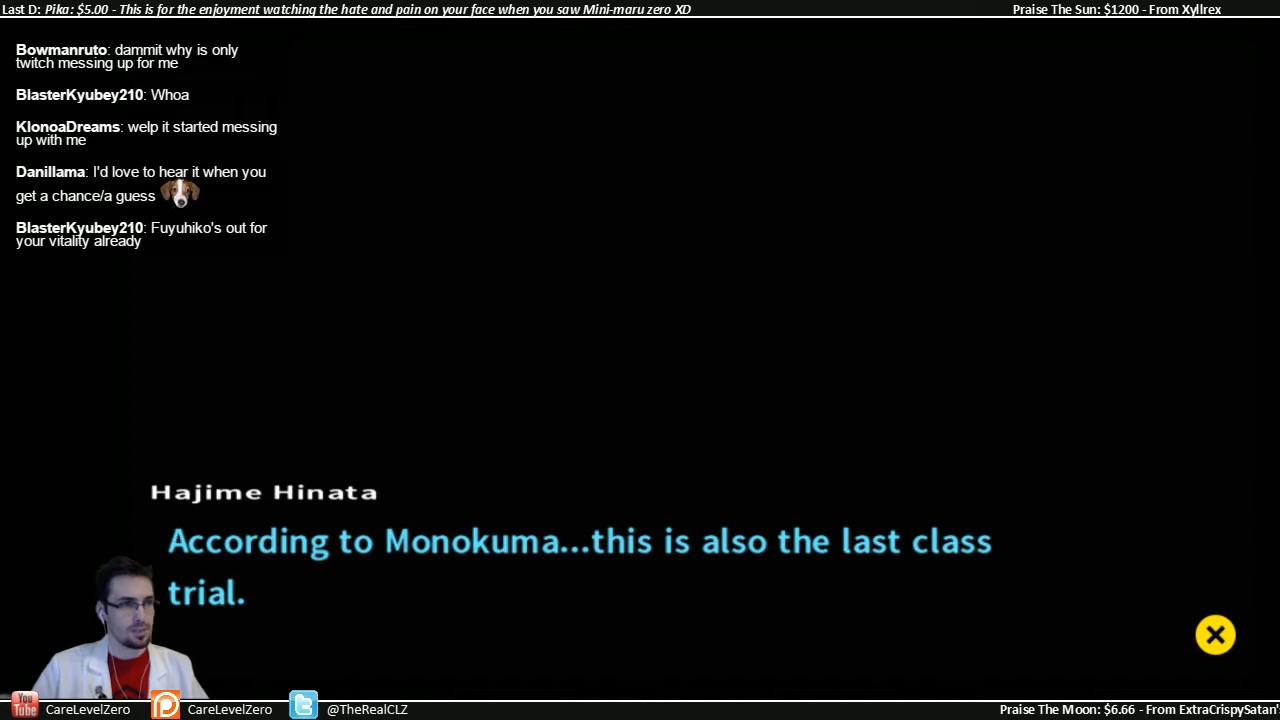 Last D: Pika: $5.00 - This is for the enjoyment watching the hate and pain on your face when you saw Mini-maru zero XD
Praise The Sun: $1200 - From Xyllrex
Bowmanruto: dammit why is only
twitch messing up for me
BlasterKyubey210: Whoa
KlonoaDreams: welp it started messing
up with me
Danillama: I'd love to hear it when you
get a chance/a guess
BlasterKyubey210: Fuyuhiko's out for
your vitality already
Hajime Hinata
According to Monokuma...this is also the last class
trial.
You
Tube
CareLevelZero
CareLevelZero
@TheRealCLZ
Praise The Moon: $6.66 - From ExtraCrispySatan'